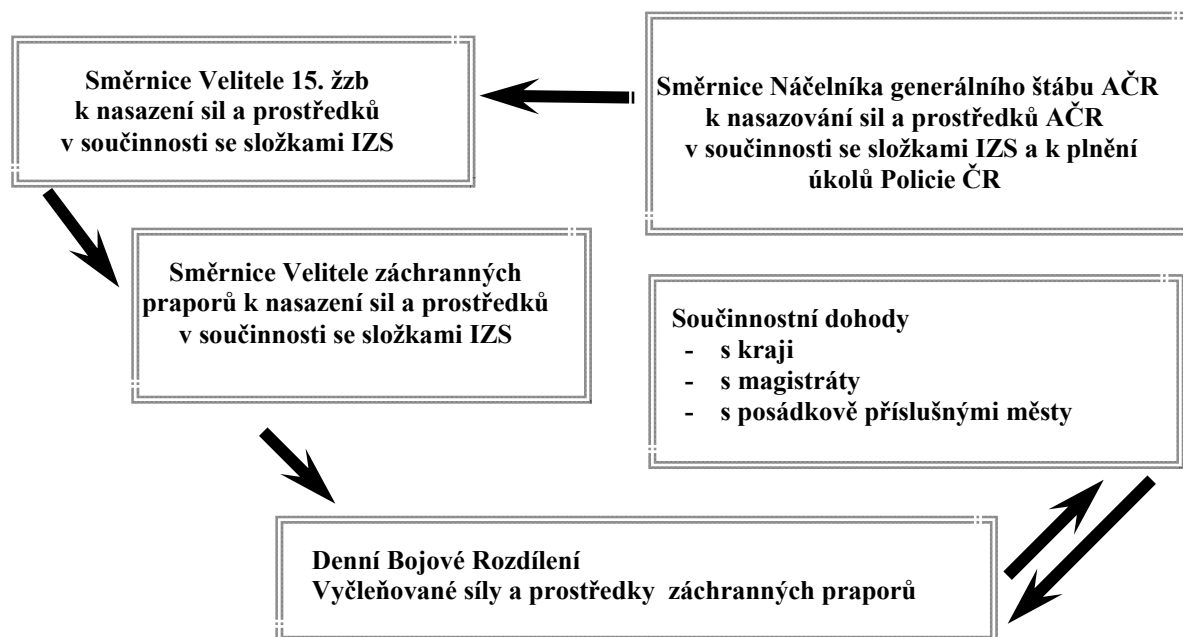 Směrnice Velitele 15. žzb
k nasazení sil a prostředků
v součinnosti se složkami IZS
Směrnice Náčelníka generálního štábu AČR
k nasazování sil a prostředků AČR
v součinnosti se složkami IZS a k plnění
úkolů Policie ČR
Směrnice Velitele záchranných
praporů k nasazení sil a prostředků
v součinnosti se složkami IZS
Součinnostní dohody
- s kraji
- s magistráty
- s posádkově příslušnými městy
Denní Bojové Rozdílení
Vyčleňované síly a prostředky záchranných praporů